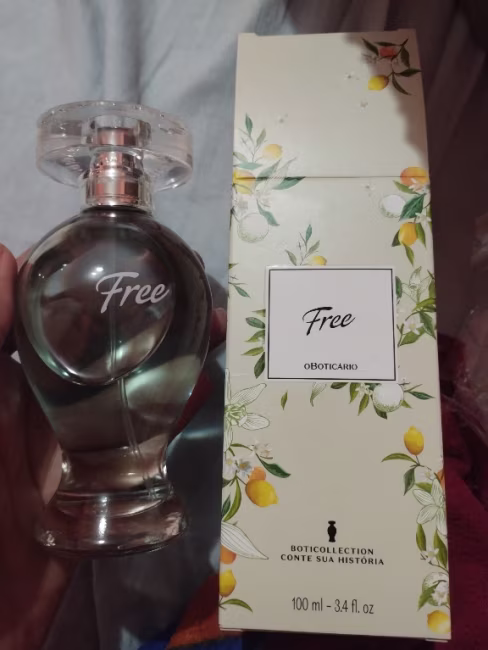 Free
Free
oBOTICÁRIO
BOTICOLLECTION
CONTE SUA HISTÓRIA
100 ml - 3.4 fl. oz